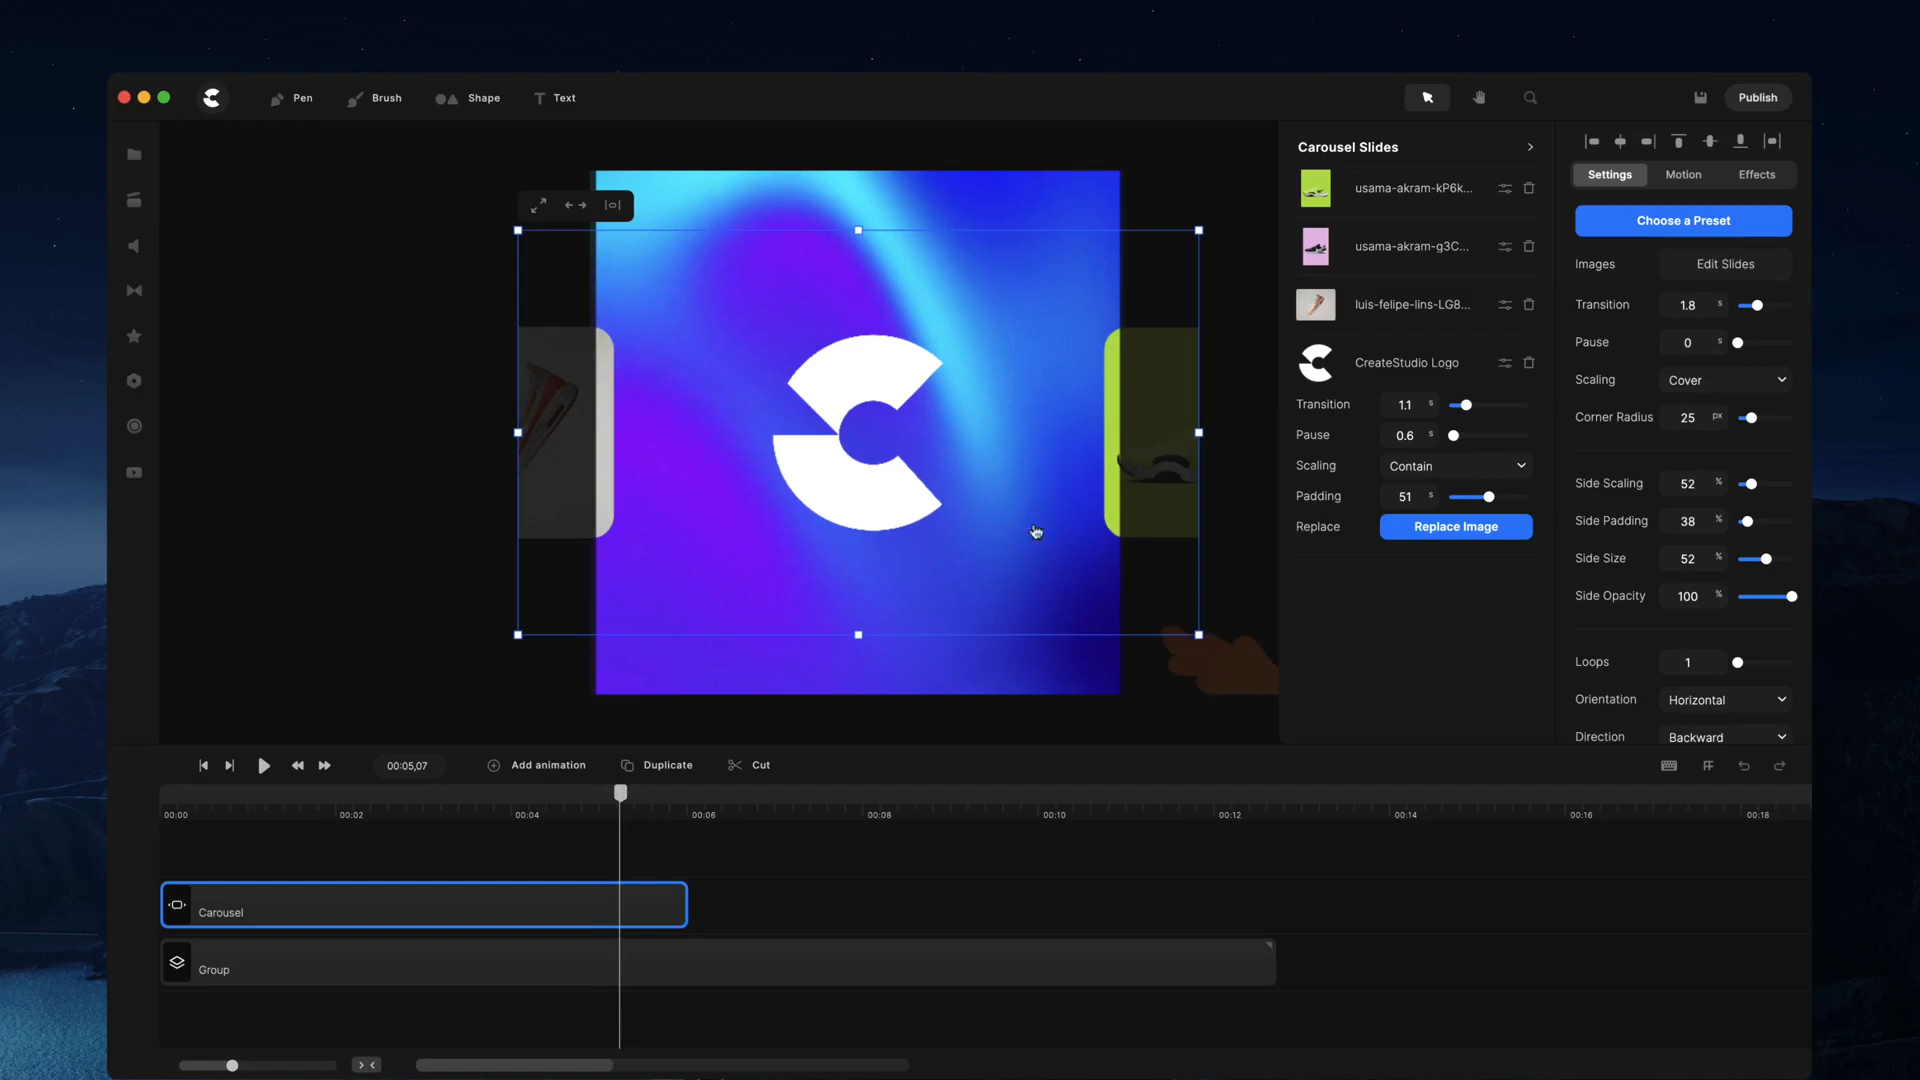 Pen
Brush
Shape
Text
Publish
Carousel Slides
usama-akram-kP6k...
usama-akram-g3C...
luis-felipe-lins-LG8...
CreateStudio Logo
Transition 1.1 s
Pause 0.6 s
Scaling Contain
Padding 51 s
Replace Replace Image
Settings Motion Effects
Choose a Preset
Images Edit Slides
Transition 1.8 s
Pause 0 s
Scaling Cover
Corner Radius 25 px
Side Scaling 52 %
Side Padding 38 %
Side Size 52 %
Side Opacity 100 %
Loops 1
Orientation Horizontal
Direction Backward
00:05,07
Add animation
Duplicate
Cut
00:00 00:02 00:04 00:06 00:08 00:10 00:12 00:14 00:16 00:18
Carousel
Group